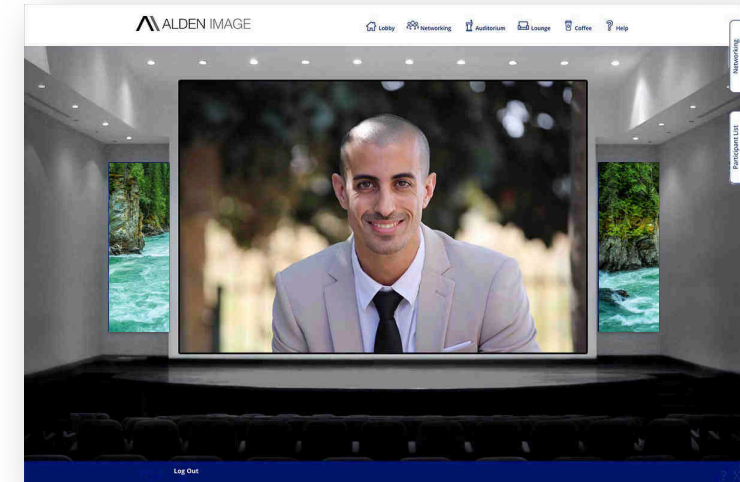 ALDEN IMAGE
Lobby
Networking
Auditorium
Lounge
Coffee
Help
Networking
Participant List
Log Out